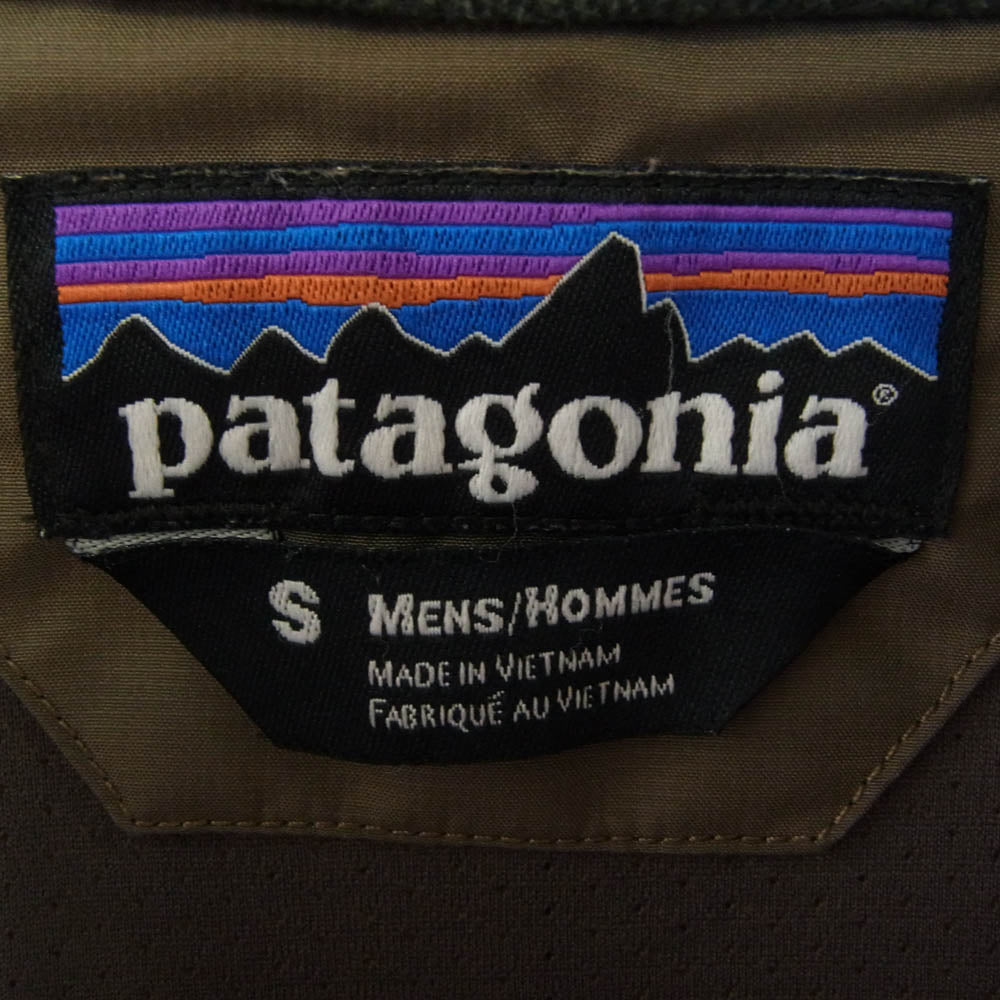 patagonia®
S MENS/HOMMES
MADE IN VIETNAM
FABRIQUÉ AU VIETNAM